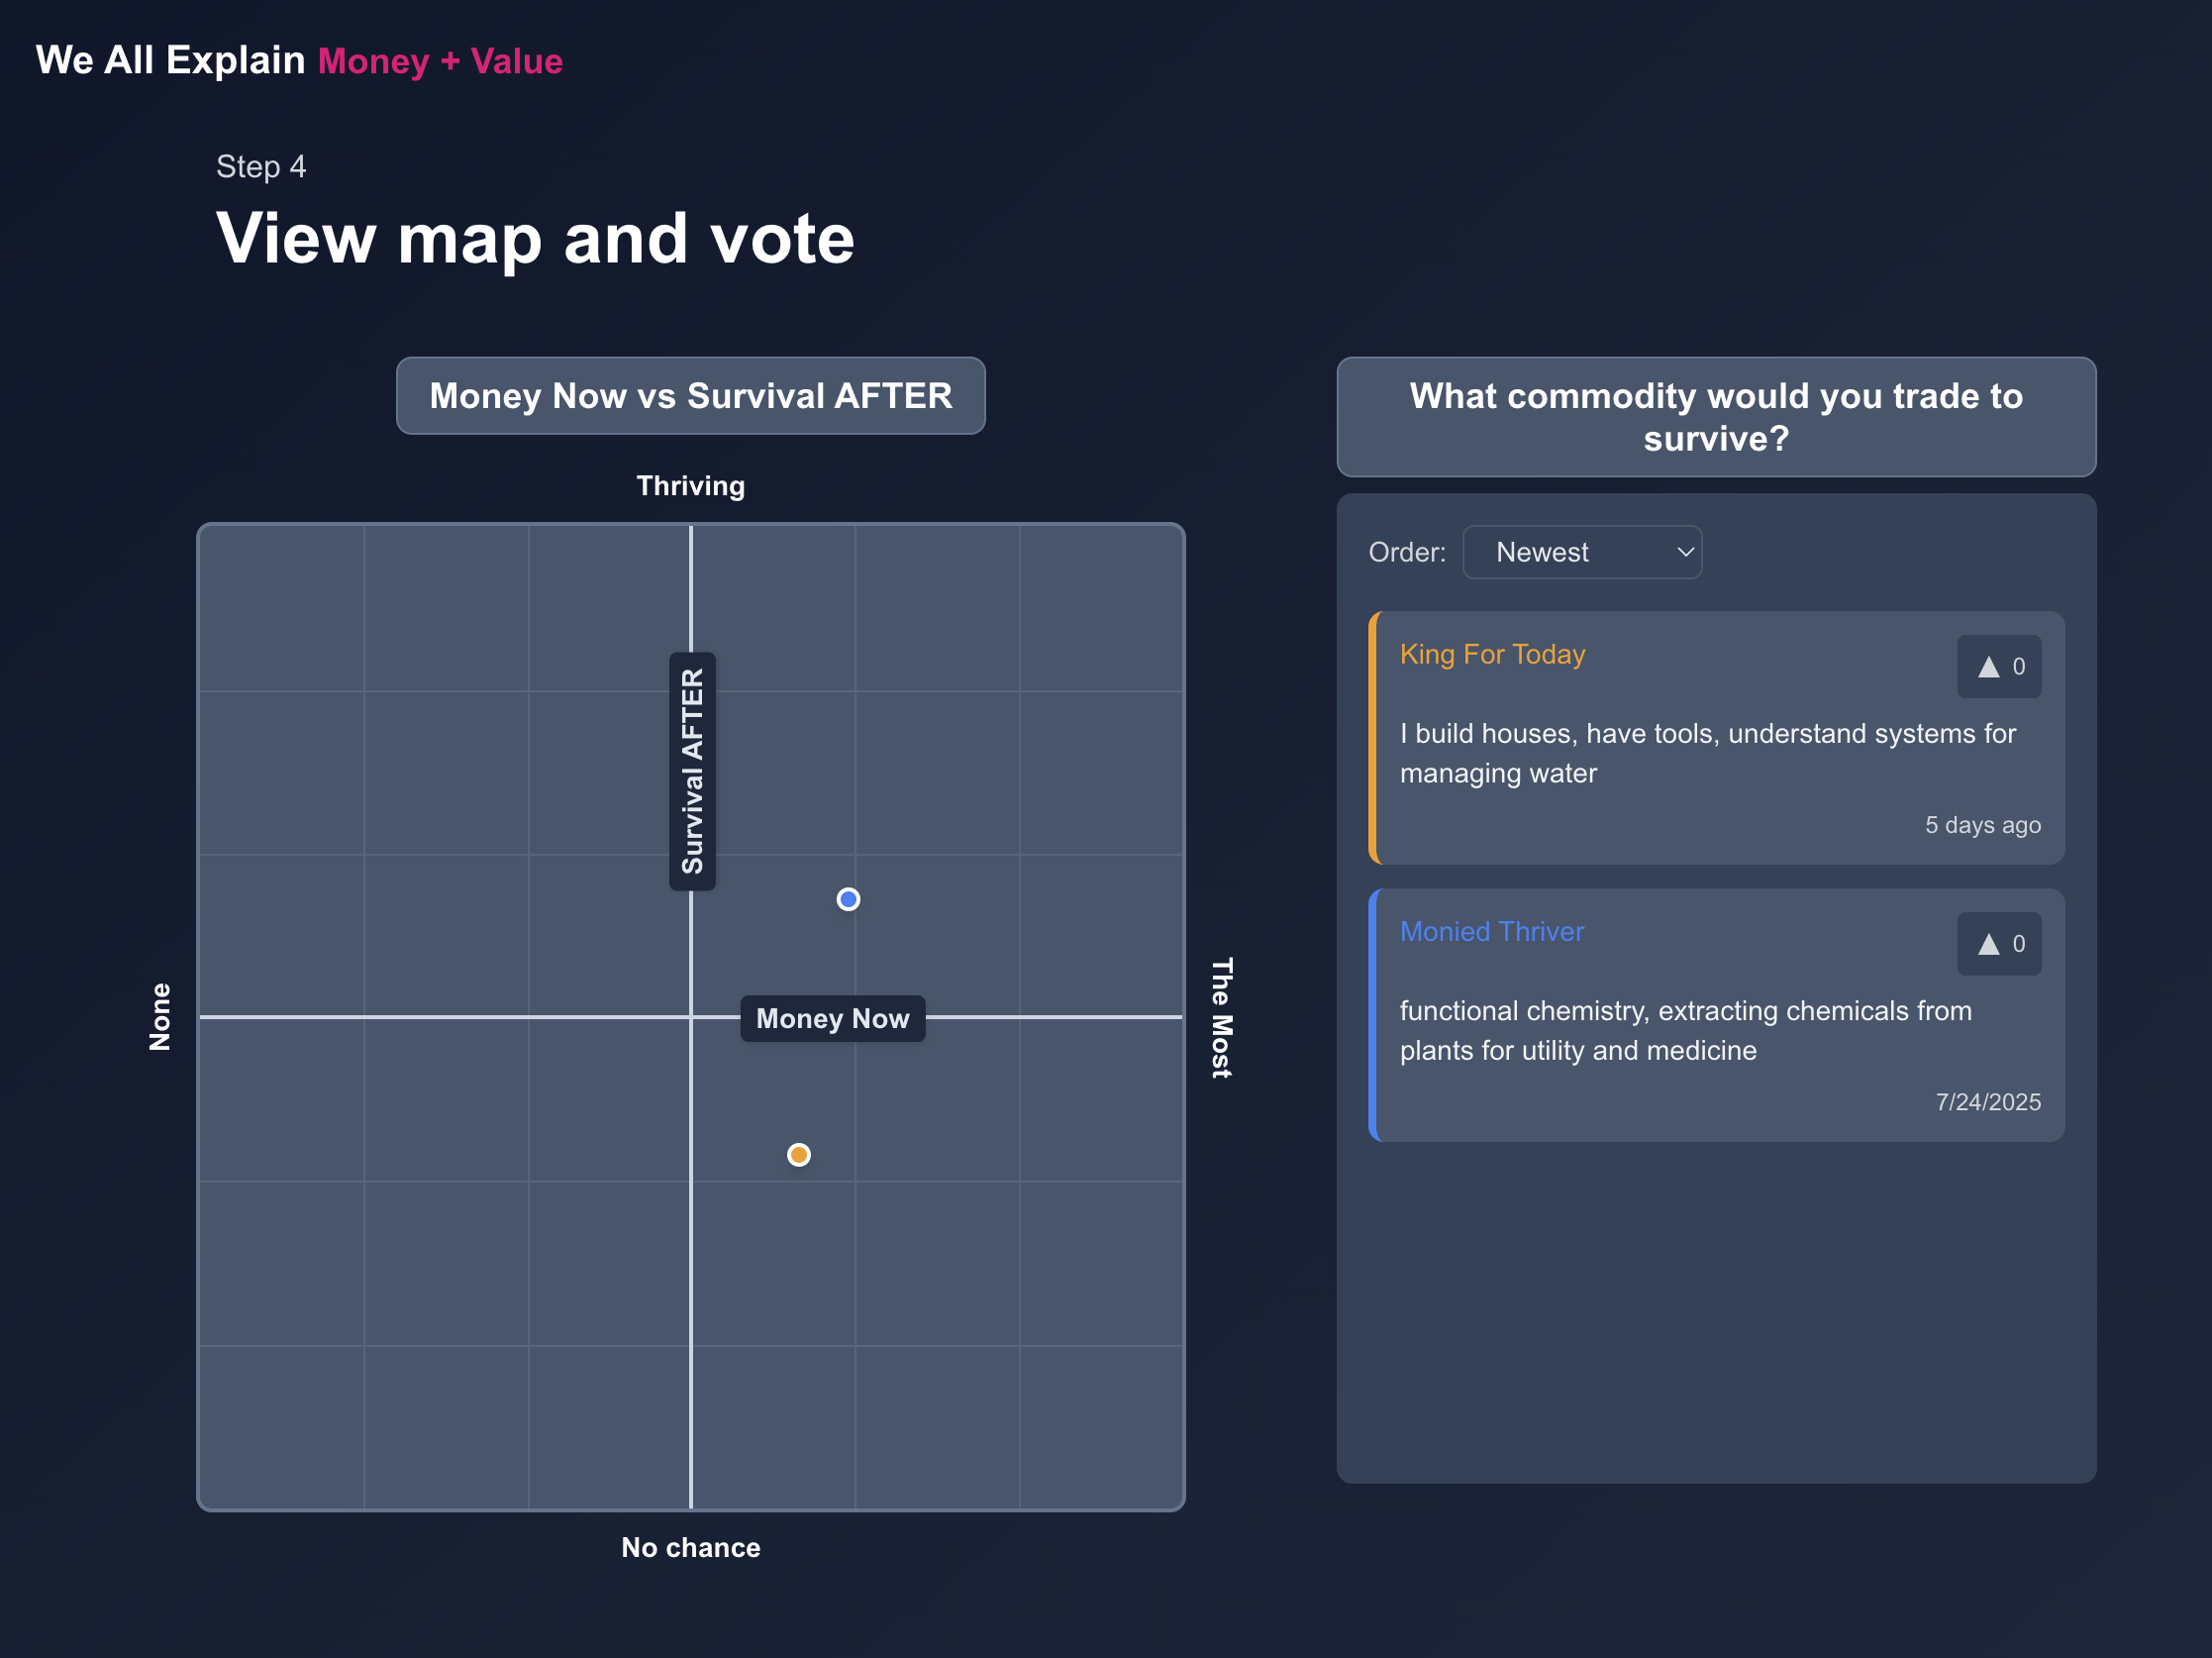 We All Explain Money + Value
Step 4
View map and vote
Money Now vs Survival AFTER
Thriving
Survival AFTER
None
Money Now
The Most
No chance
What commodity would you trade to
survive?
Order: Newest
King For Today
0
I build houses, have tools, understand systems for
managing water
5 days ago
Monied Thriver
0
functional chemistry, extracting chemicals from
plants for utility and medicine
7/24/2025